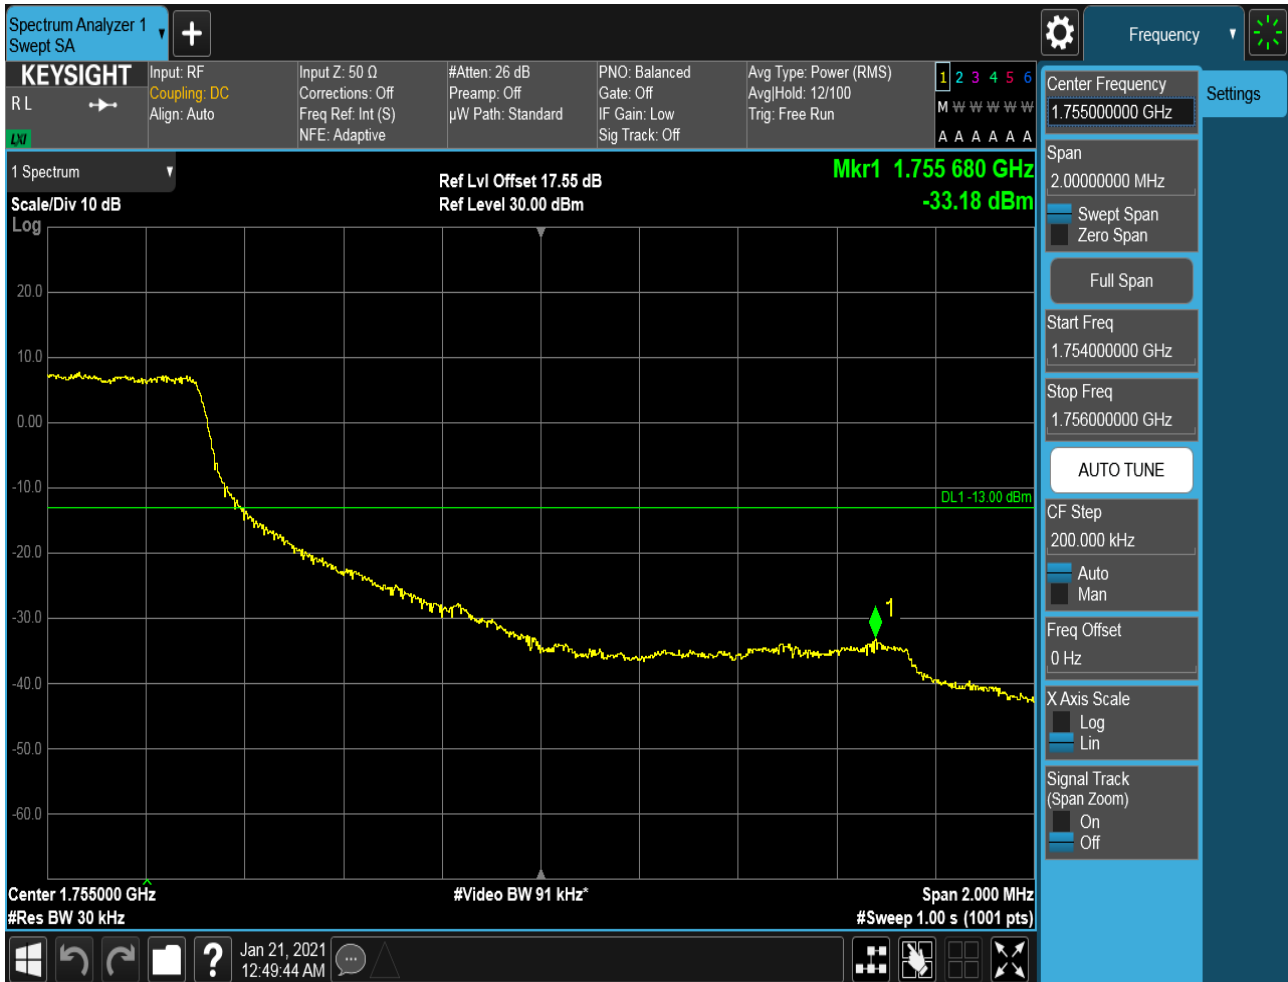 Spectrum Analyzer 1
Swept SA
Frequency
KEYSIGHT
R L
LXI
Input: RF
Coupling: DC
Align: Auto
Input Z: 50 Ω
Corrections: Off
Freq Ref: Int (S)
NFE: Adaptive
#Atten: 26 dB
Preamp: Off
µW Path: Standard
PNO: Balanced
Gate: Off
IF Gain: Low
Sig Track: Off
Avg Type: Power (RMS)
Avg|Hold: 12/100
Trig: Free Run
1 2 3 4 5 6
M W W W W W
A A A A A A
1 Spectrum
Scale/Div 10 dB
Log
Ref Lvl Offset 17.55 dB
Ref Level 30.00 dBm
Mkr1 1.755 680 GHz
-33.18 dBm
20.0
10.0
0.00
-10.0
-20.0
-30.0
-40.0
-50.0
-60.0
DL1 -13.00 dBm
1
Center 1.755000 GHz
#Res BW 30 kHz
#Video BW 91 kHz*
Span 2.000 MHz
#Sweep 1.00 s (1001 pts)
Jan 21, 2021
12:49:44 AM
Center Frequency
1.755000000 GHz
Settings
Span
2.00000000 MHz
Swept Span
Zero Span
Full Span
Start Freq
1.754000000 GHz
Stop Freq
1.756000000 GHz
AUTO TUNE
CF Step
200.000 kHz
Auto
Man
Freq Offset
0 Hz
X Axis Scale
Log
Lin
Signal Track
(Span Zoom)
On
Off